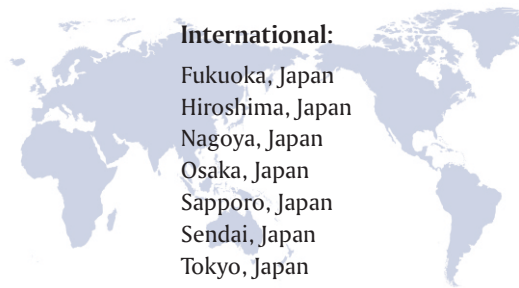 International:
Fukuoka, Japan
Hiroshima, Japan
Nagoya, Japan
Osaka, Japan
Sapporo, Japan
Sendai, Japan
Tokyo, Japan